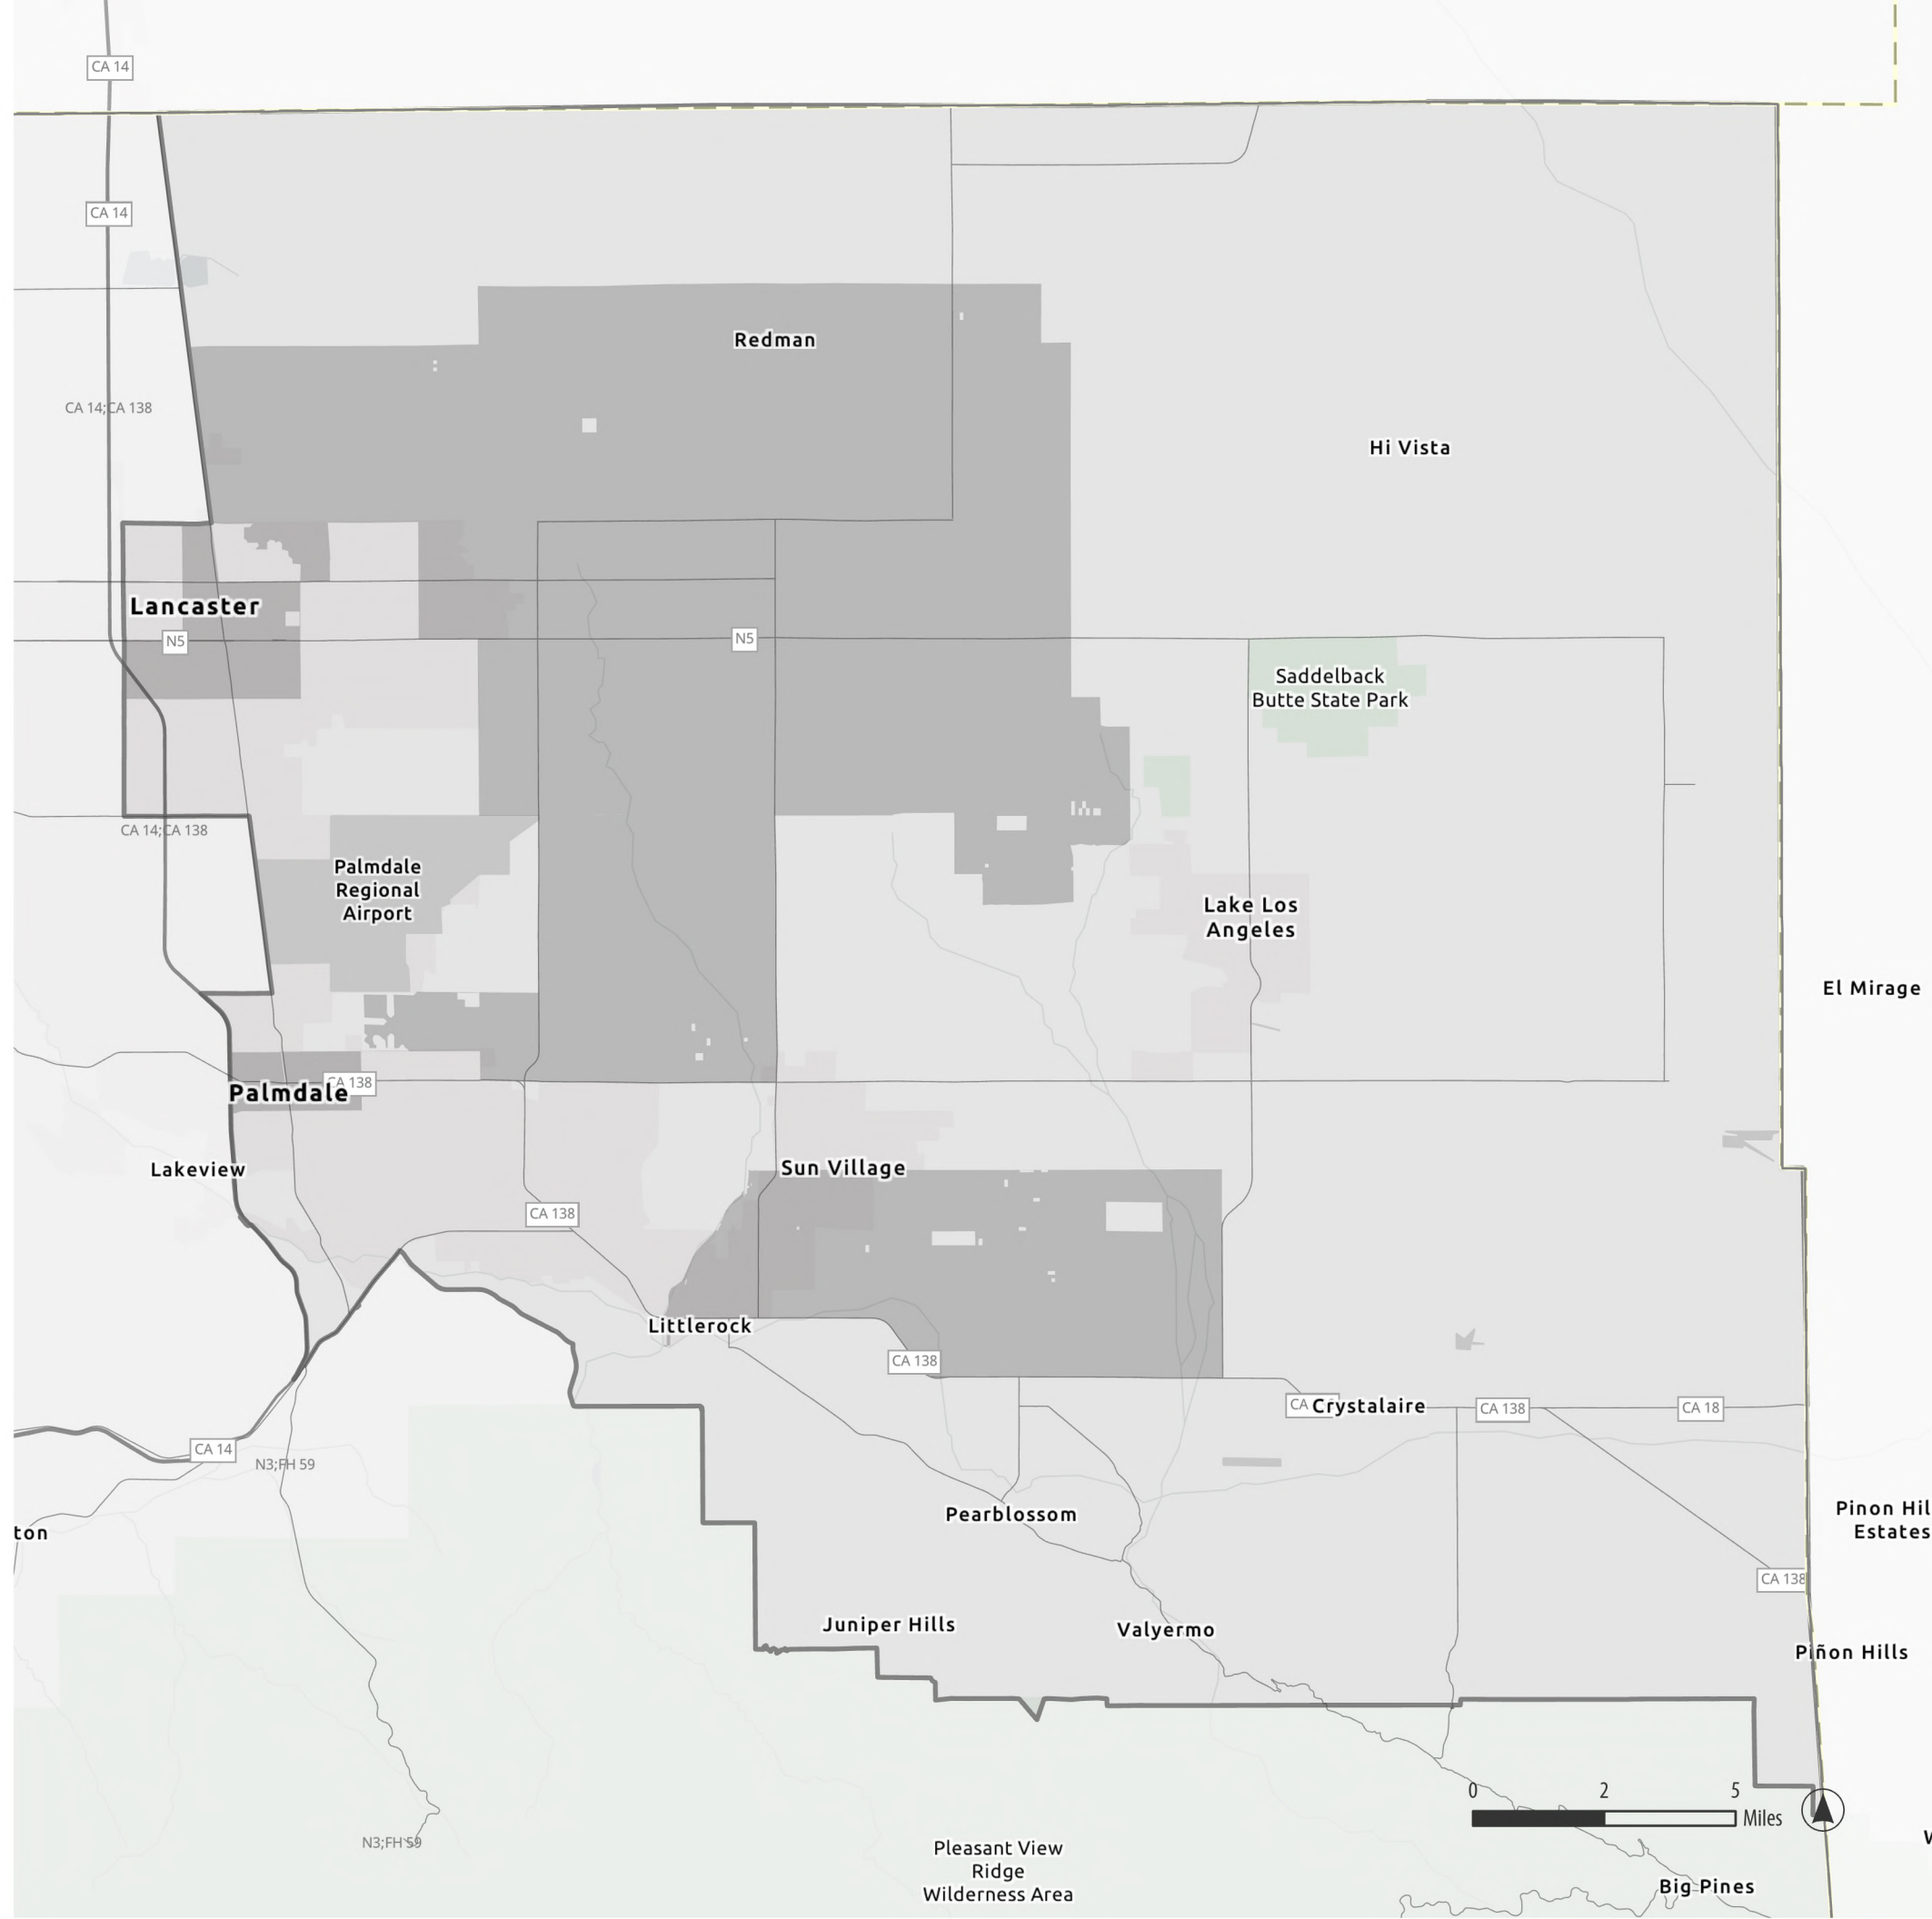 CA 14
CA 14
Redman
CA 14;CA 138
Hi Vista
Lancaster
N5
N5
Saddelback
Butte State Park
CA 14;CA 138
Palmdale
Regional
Airport
Lake Los
Angeles
El Mirage
CA 138
Palmdale
Lakeview
Sun Village
CA 138
Littlerock
CA 138
CA
Crystalaire
CA 138
CA 18
CA 14
N3;FH 59
Pearblossom
Pinon Hil
Estates
ton
CA 138
Juniper Hills
Valyermo
Piñon Hills
0 2 5
Miles
N3;FH 59
Pleasant View
Ridge
Wilderness Area
Big Pines